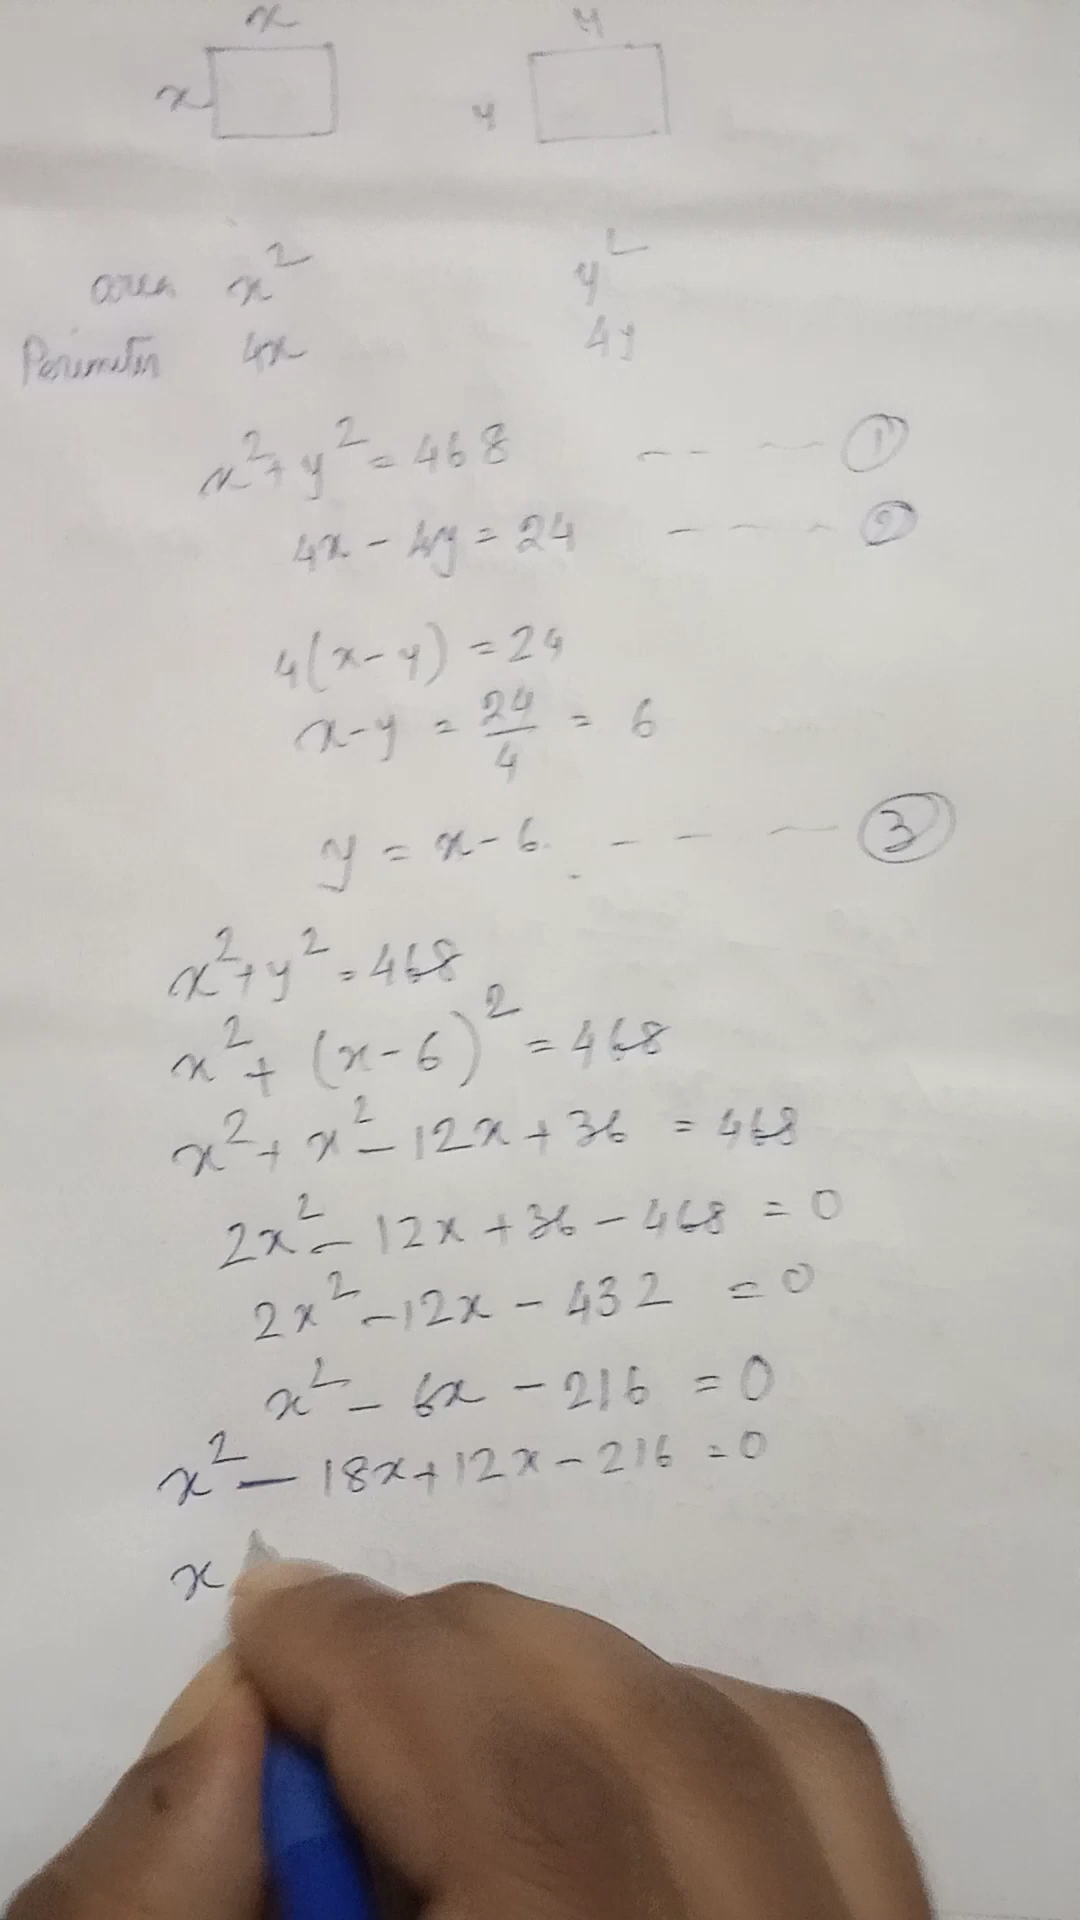 x y
x y
area x² y²
Perimeter 4x 4y
x² + y² = 468 - - - ①
4x - 4y = 24 - - - ②
4(x-y) = 24
x-y = 24/4 = 6
y = x-6 - - - ③
x² + y² = 468
x² + (x-6)² = 468
x² + x² - 12x + 36 = 468
2x² - 12x + 36 - 468 = 0
2x² - 12x - 432 = 0
x² - 6x - 216 = 0
x² - 18x + 12x - 216 = 0
x